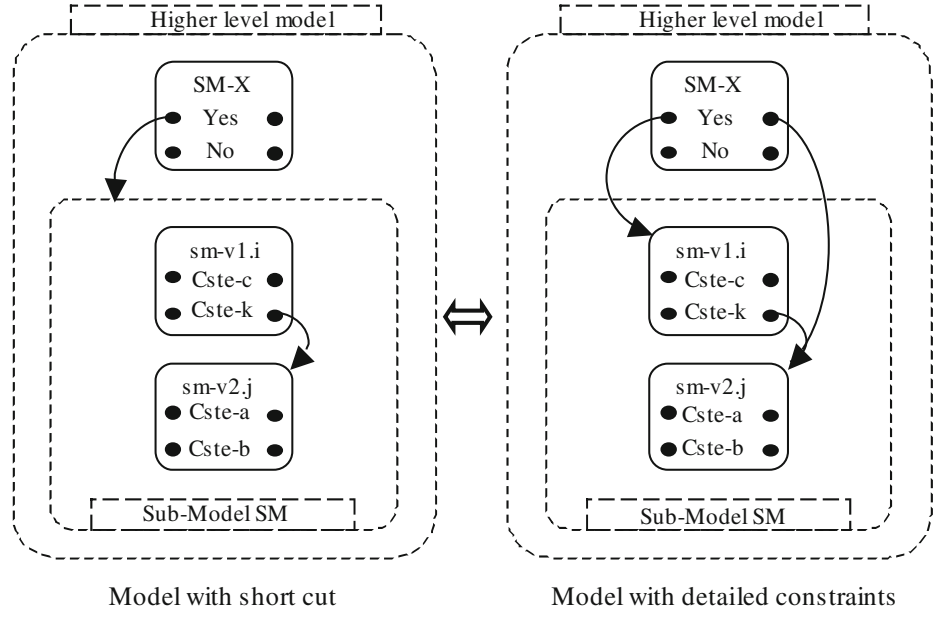 Higher level model
SM-X
Yes
No
sm-v1.i
Cste-c
Cste-k
sm-v2.j
Cste-a
Cste-b
Sub-Model SM
Model with short cut
Higher level model
SM-X
Yes
No
sm-v1.i
Cste-c
Cste-k
sm-v2.j
Cste-a
Cste-b
Sub-Model SM
Model with detailed constraints